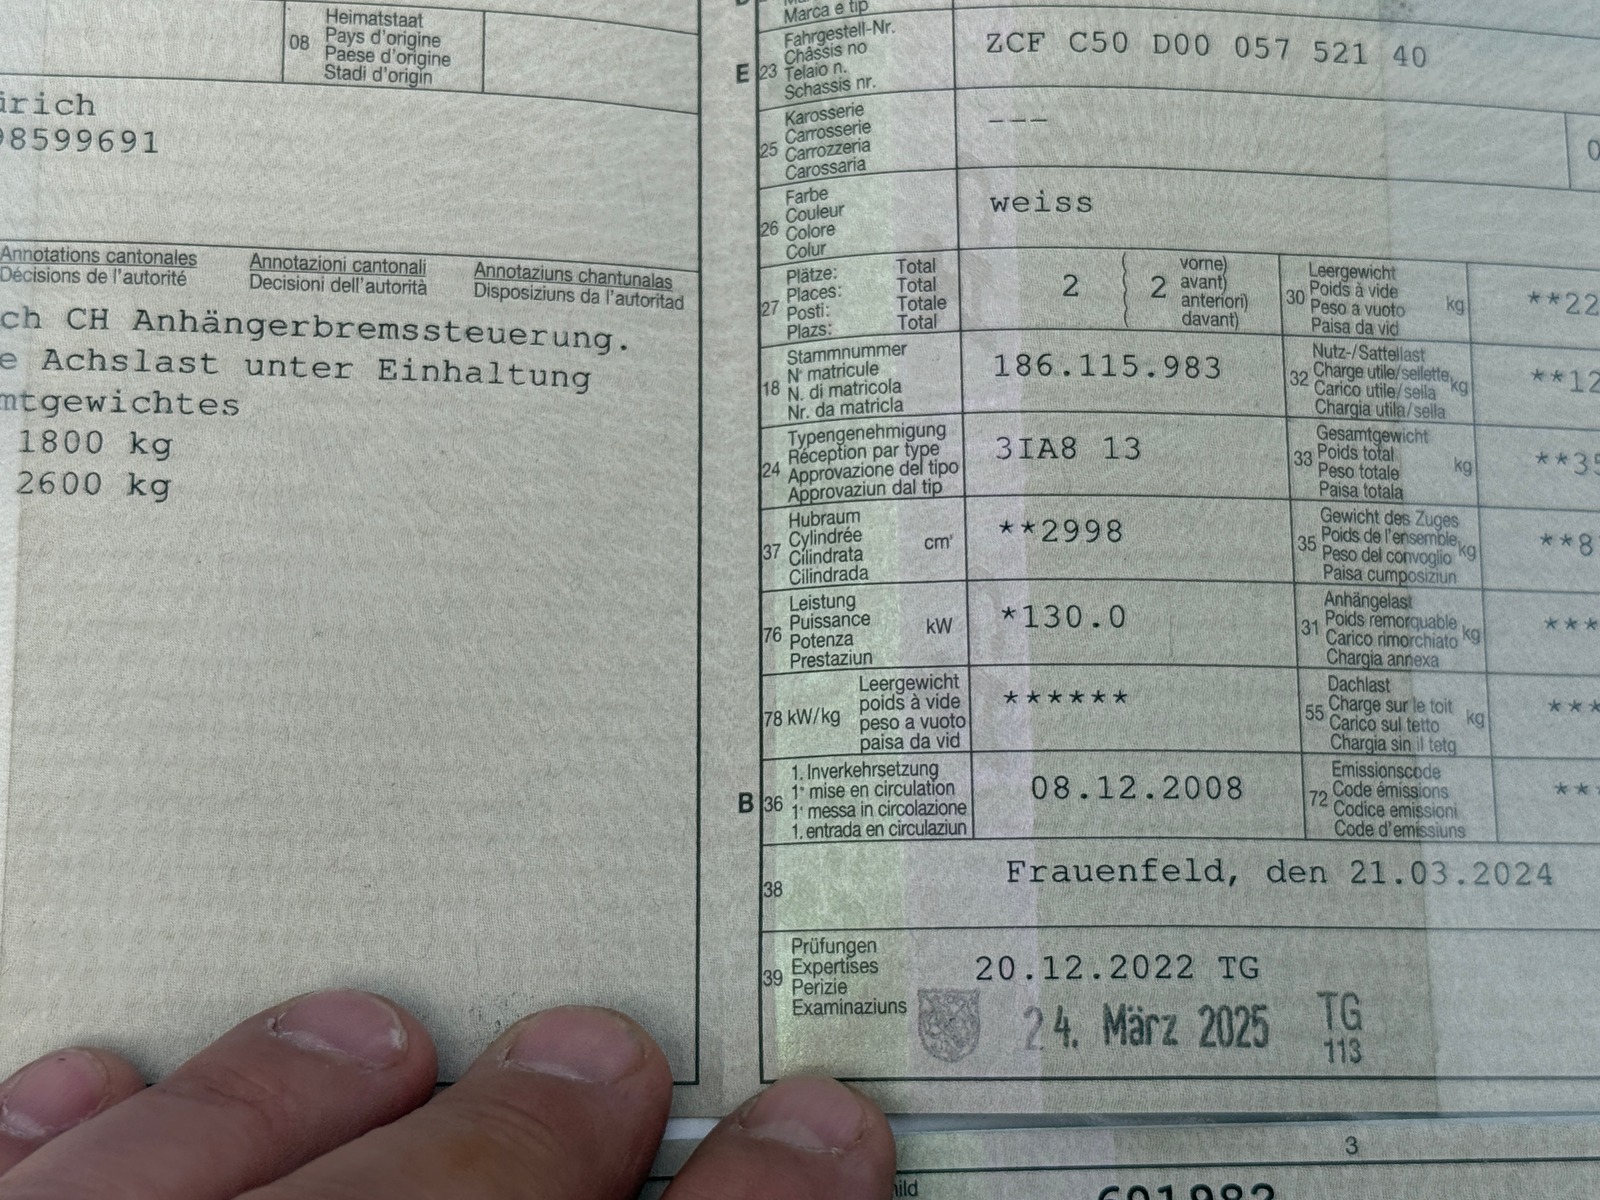 08
Heimatstaat
Pays d'origine
Paese d'origine
Stadi d'origin
ürich
98599691
Annotations cantonales
Décisions de l'autorité
Annotazioni cantonali
Decisioni dell'autorità
Annotaziuns chantunalas
Disposiziuns da l'autoritad
ch CH Anhängerbremssteuerung.
e Achslast unter Einhaltung
mtgewichtes
1800 kg
2600 kg
Marca e tip
E 23
Fahrgestell-Nr.
Châssis no
Telaio n.
Schassis nr.
ZCF C50 D00 057 521 40
25
Karosserie
Carrosserie
Carrozzeria
Carossaria
---
0
26
Farbe
Couleur
Colore
Colur
weiss
27
Plätze: Total
Places: Total
Posti: Totale
Plazs: Total
2 { 2
vorne)
avant)
anteriori)
davant)
30
Leergewicht
Poids à vide
Peso a vuoto
Paisa da vid
kg
**22
18
Stammnummer
N° matricule
N. di matricola
Nr. da matricla
186.115.983
32
Nutz-/Sattellast
Charge utile/sellette
Carico utile/sella
Chargia utila/sella
kg
**12
24
Typengenehmigung
Réception par type
Approvazione del tipo
Approvaziun dal tip
3IA8 13
33
Gesamtgewicht
Poids total
Peso totale
Paisa totala
kg
**35
37
Hubraum
Cylindrée
Cilindrata
Cilindrada
cm³
**2998
35
Gewicht des Zuges
Poids de l'ensemble
Peso del convoglio
Paisa cumposiziun
kg
**8
76
Leistung
Puissance
Potenza
Prestaziun
kW
*130.0
31
Anhängelast
Poids remorquable
Carico rimorchiato
Chargia annexa
kg
***
78 kW/kg
Leergewicht
poids à vide
peso a vuoto
paisa da vid
******
55
Dachlast
Charge sur le toit
Carico sul tetto
Chargia sin il tetg
kg
***
B 36
1. Inverkehrsetzung
1° mise en circulation
1° messa in circolazione
1. entrada en circulaziun
08.12.2008
72
Emissionscode
Code émissions
Codice emissioni
Code d'emissiuns
**
38
Frauenfeld, den 21.03.2024
39
Prüfungen
Expertises
Perizie
Examinaziuns
20.12.2022 TG
24. März 2025 TG
113
3
ild
601982